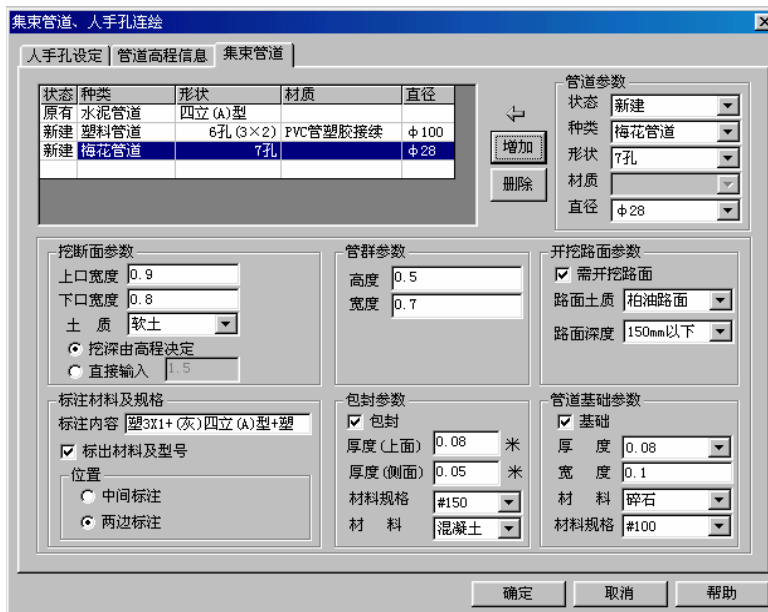 集束管道、人手孔连绘
人手孔设定 管道高程信息 集束管道
状态 种类 形状 材质 直径
原有 水泥管道 四立(A)型
新建 塑料管道 6孔(3×2) PVC管塑胶接续 φ100
新建 梅花管道 7孔 φ28
增加
删除
管道参数
状态 新建
种类 梅花管道
形状 7孔
材质
直径 φ28
挖断面参数
上口宽度 0.9
下口宽度 0.8
土 质 软土
挖深由高程决定
直接输入 1.5
管群参数
高度 0.5
宽度 0.7
开挖路面参数
需开挖路面
路面土质 柏油路面
路面深度 150mm以下
标注材料及规格
标注内容 塑3X1+(灰)四立(A)型+塑
标出材料及型号
位置
中间标注
两边标注
包封参数
包封
厚度(上面) 0.08 米
厚度(侧面) 0.05 米
材料规格 #150
材 料 混凝土
管道基础参数
基础
厚 度 0.08
宽 度 0.1
材 料 碎石
材料规格 #100
确定 取消 帮助